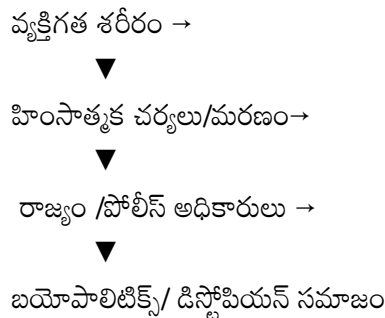 వ్యక్తిగత శరీరం →
▼
హింసాత్మక చర్యలు/మరణం→
▼
రాజ్యం /పోలీస్ అధికారులు →
▼
బయోపాలిటిక్స్/ డిస్టోపియన్ సమాజం